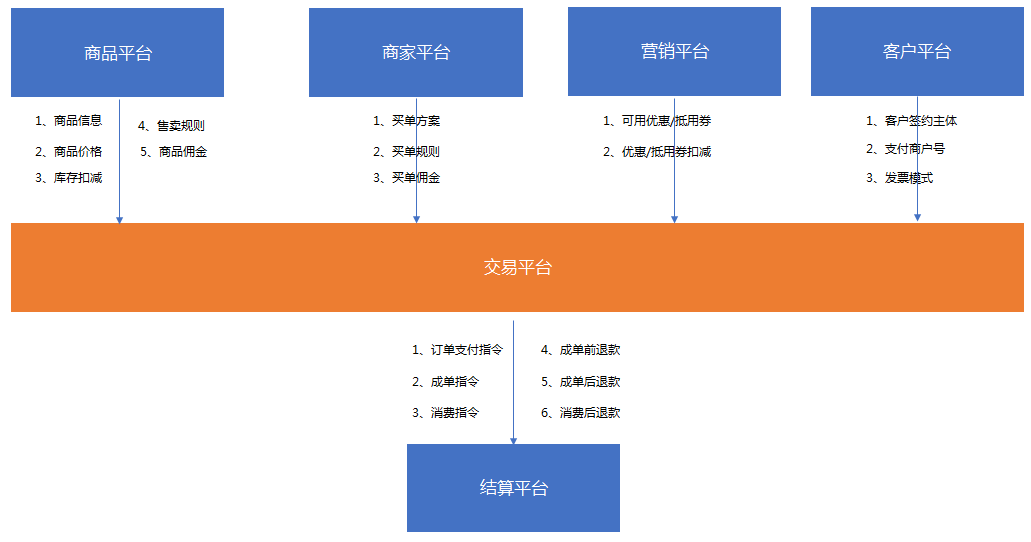 商品平台
商家平台
营销平台
客户平台
1、商品信息
2、商品价格
3、库存扣减
4、售卖规则
5、商品佣金
1、买单方案
2、买单规则
3、买单佣金
1、可用优惠/抵用券
2、优惠/抵用券扣减
1、客户签约主体
2、支付商户号
3、发票模式
交易平台
1、订单支付指令
2、成单指令
3、消费指令
4、成单前退款
5、成单后退款
6、消费后退款
结算平台